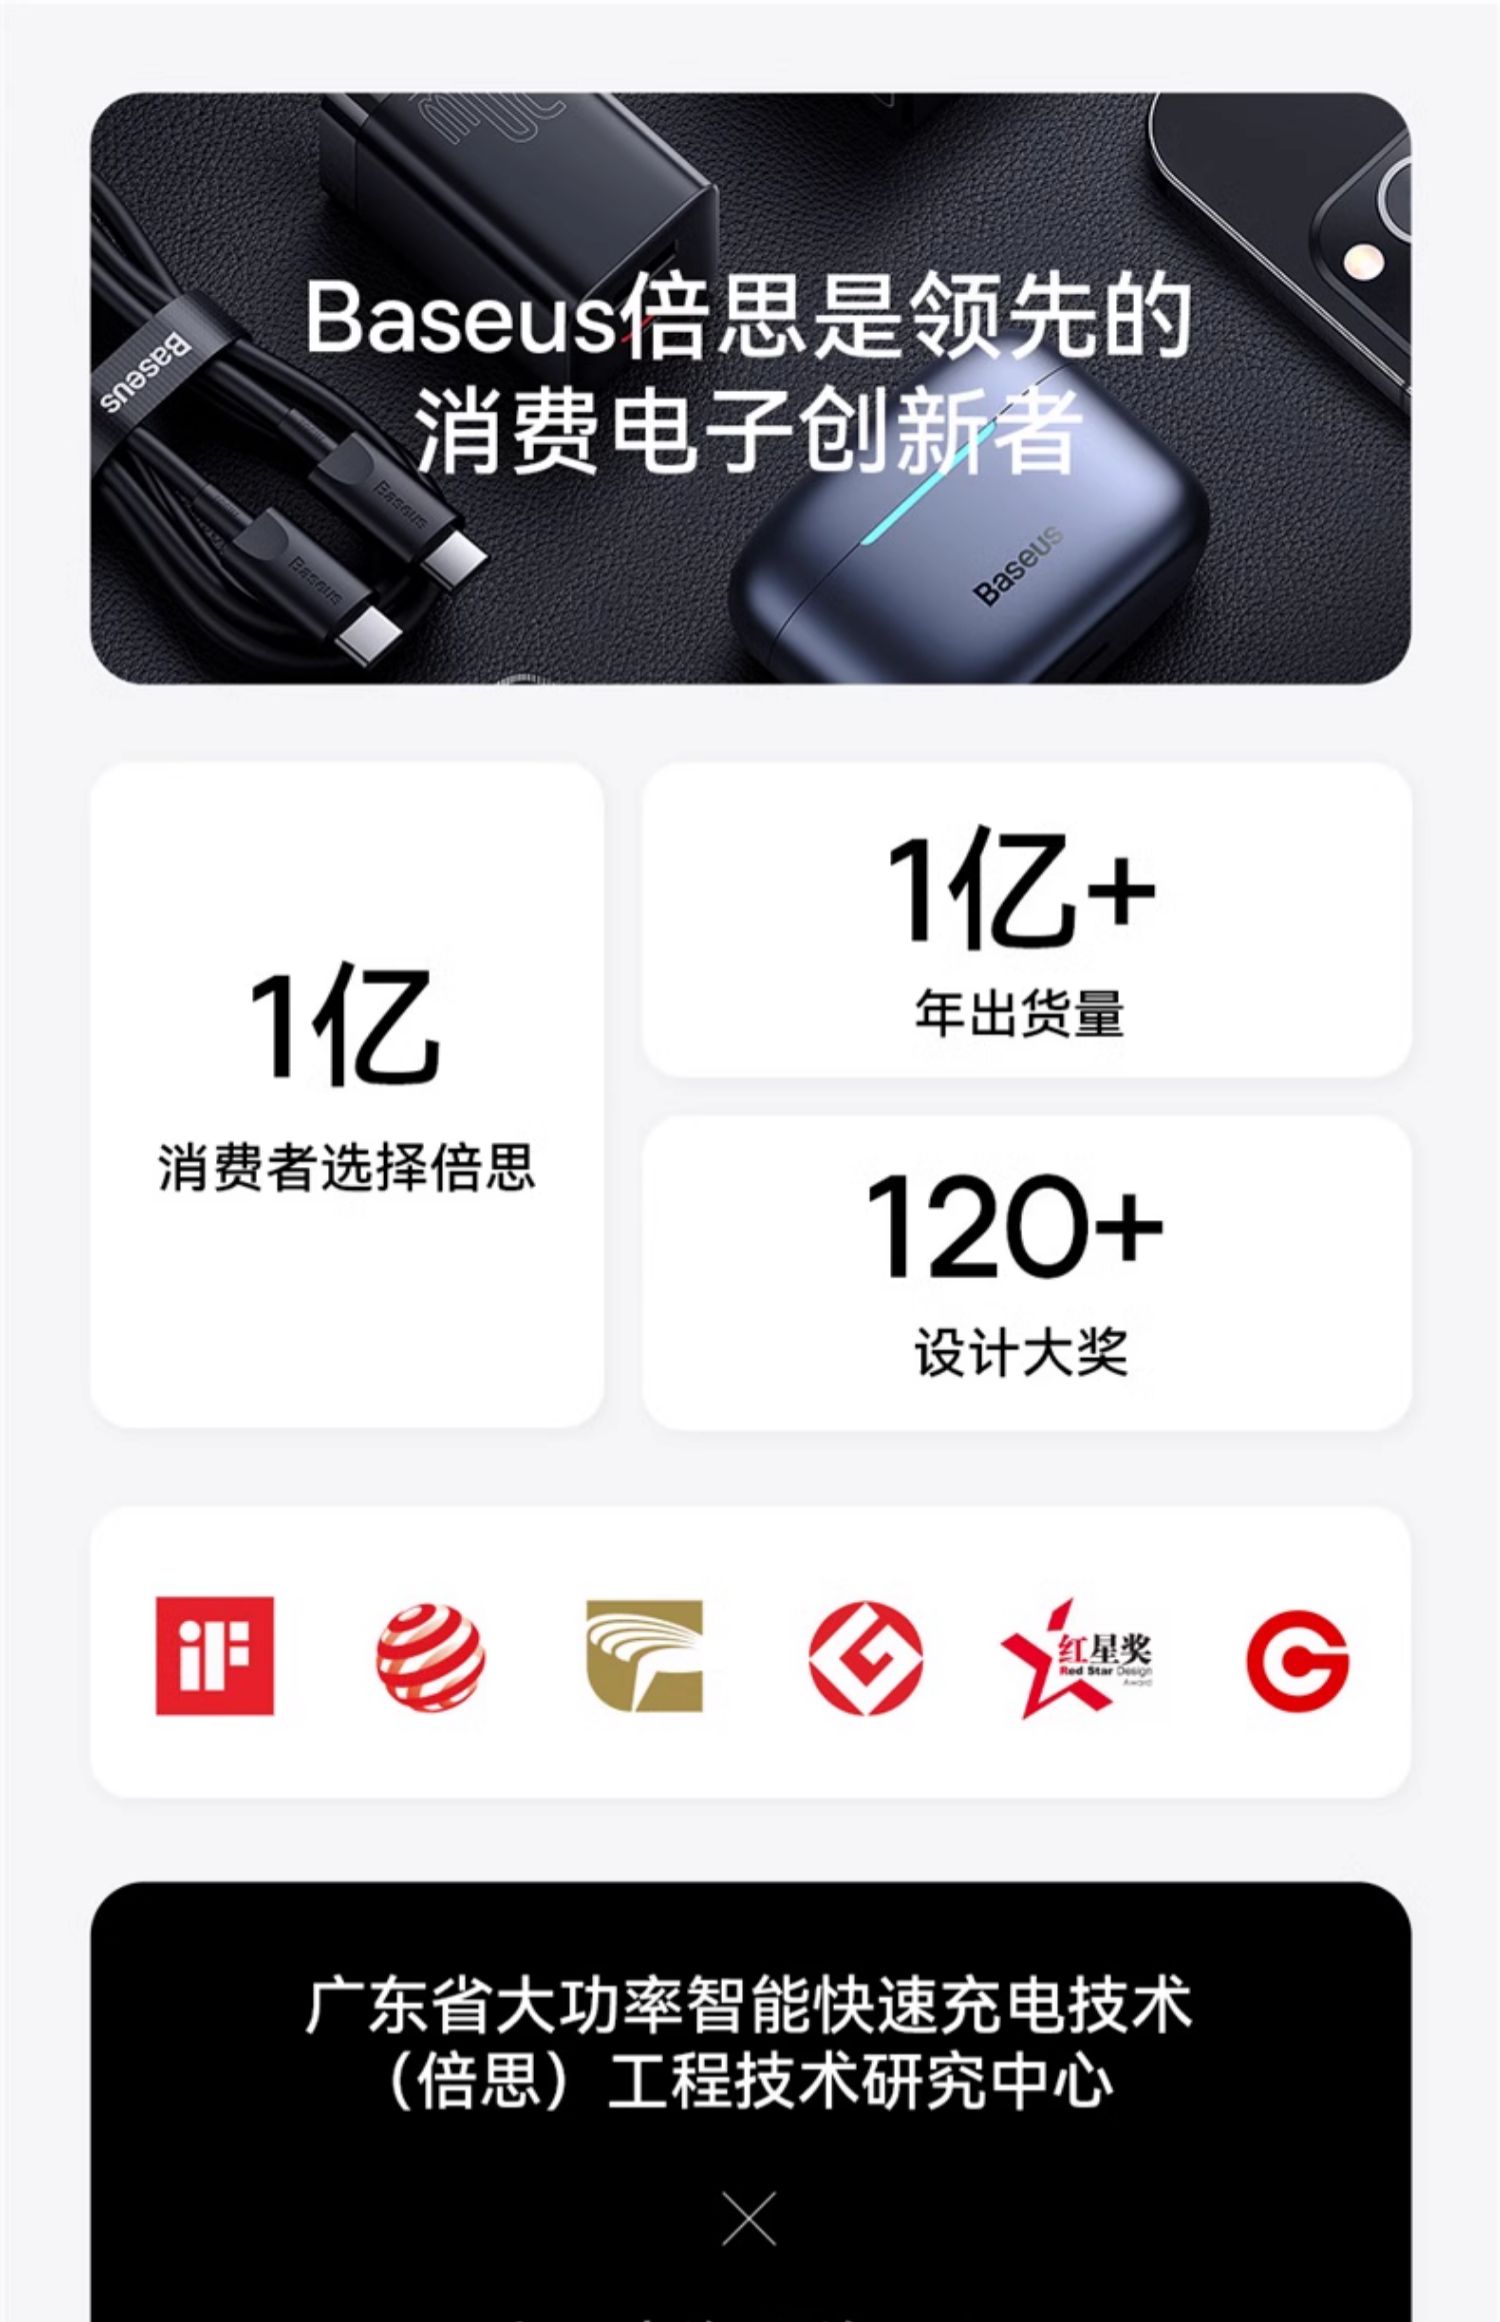 Baseus倍思是领先的
消费电子创新者
Baseus
Baseus
Baseus
Baseus
1亿
消费者选择倍思
1亿+
年出货量
120+
设计大奖
iF
红星奖
Red Star Design
Award
广东省大功率智能快速充电技术
（倍思）工程技术研究中心